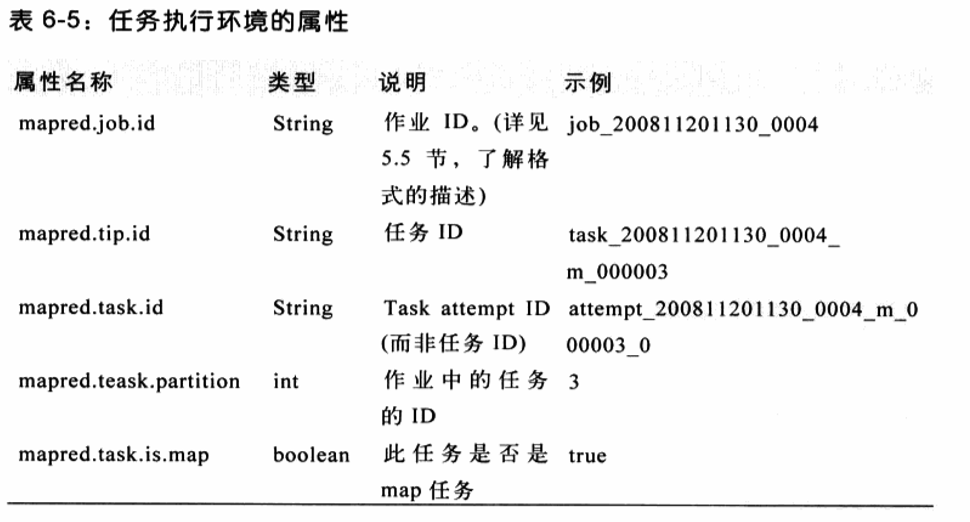 表 6-5：任务执行环境的属性
属性名称 类型 说明 示例
mapred.job.id String 作业 ID。(详见 job_200811201130_0004
5.5 节，了解格
式的描述)
mapred.tip.id String 任务 ID task_200811201130_0004_
m_000003
mapred.task.id String Task attempt ID attempt_200811201130_0004_m_0
(而非任务 ID) 00003_0
mapred.teask.partition int 作业中的任务 3
的 ID
mapred.task.is.map boolean 此任务是否是 true
map 任务